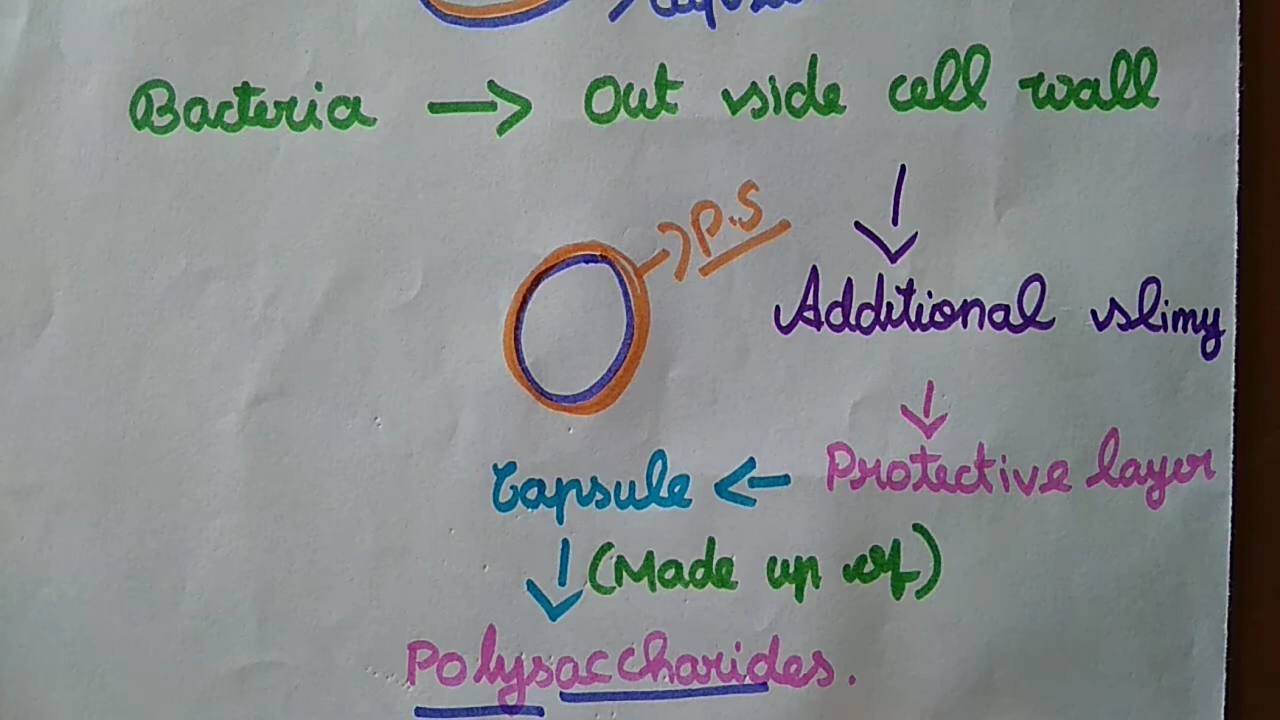 Bacteria → Out side cell wall
↓
P.S
Additional slimy
↓
Capsule ← Protective layer
↓ (Made up of)
Polysaccharides.